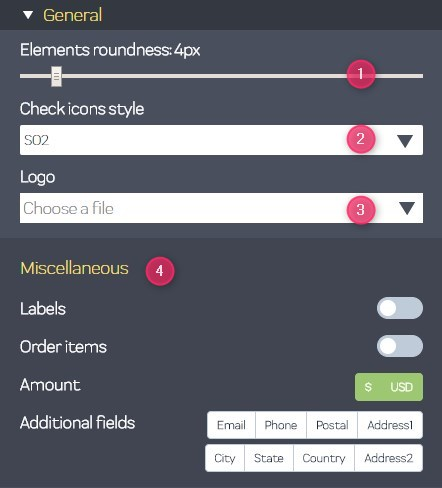 General
Elements roundness: 4px
1
Check icons style
S02
2
Logo
Choose a file
3
Miscellaneous
4
Labels
Order items
Amount
$ USD
Additional fields
Email Phone Postal Address1
City State Country Address2